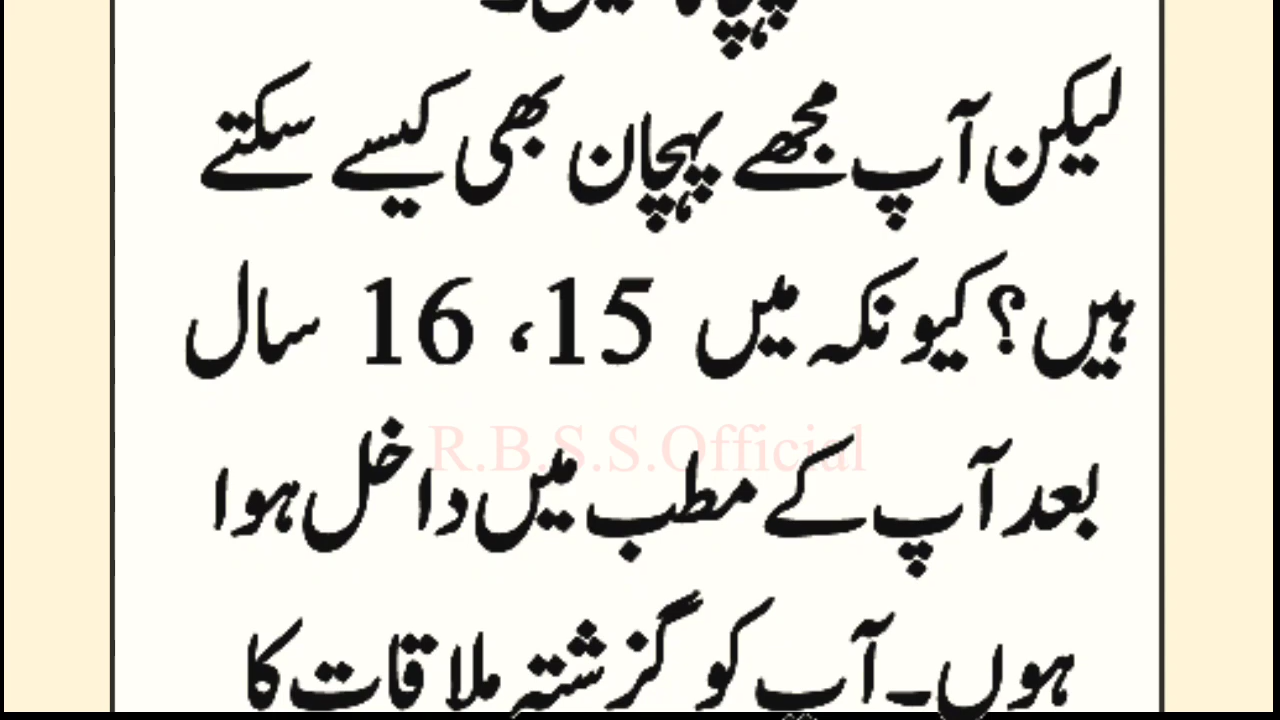 لیکن آپ مجھے پہچان بھی کیسے سکتے
ہیں؟ کیونکہ میں 15، 16 سال
R.B.S.S.Official
بعد آپ کے مطب میں داخل ہوا
ہوں۔ آپ کو گزشتہ ملاقات کا